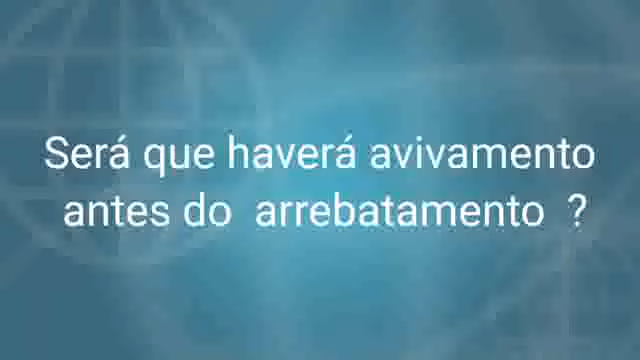 Será que haverá avivamento
antes do arrebatamento ?